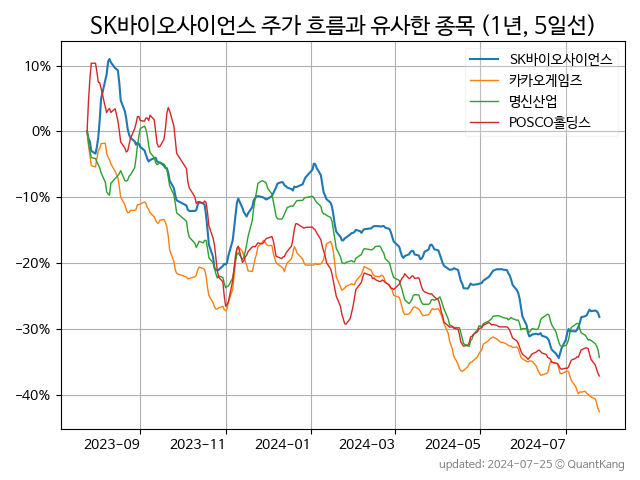 SK바이오사이언스 주가 흐름과 유사한 종목 (1년, 5일선)
SK바이오사이언스
카카오게임즈
명신산업
POSCO홀딩스
10%
0%
−10%
−20%
−30%
−40%
2023-09
2023-11
2024-01
2024-03
2024-05
2024-07
updated: 2024-07-25 © QuantKang